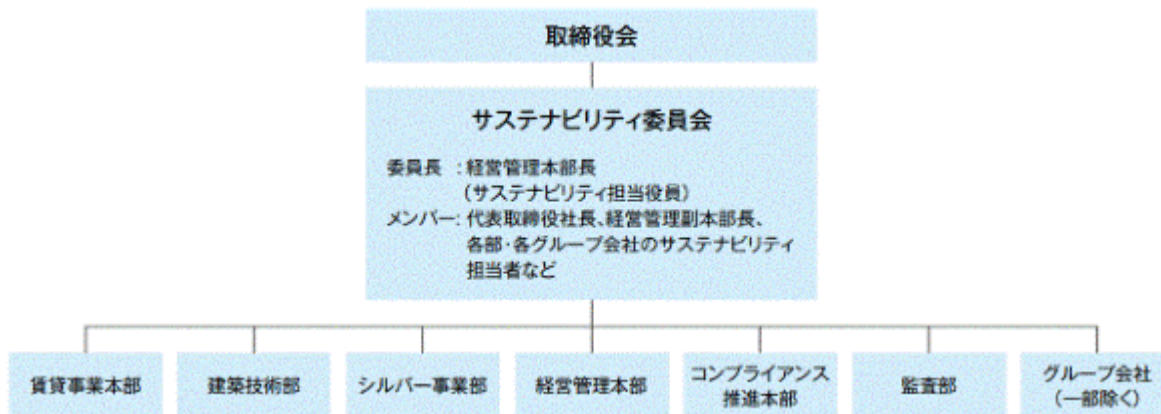 取締役会
サステナビリティ委員会
委員長 ：経営管理本部長
（サステナビリティ担当役員）
メンバー：代表取締役社長、経営管理副本部長、
各部・各グループ会社のサステナビリティ
担当者など
賃貸事業本部
建築技術部
シルバー事業部
経営管理本部
コンプライアンス
推進本部
監査部
グループ会社
（一部除く）